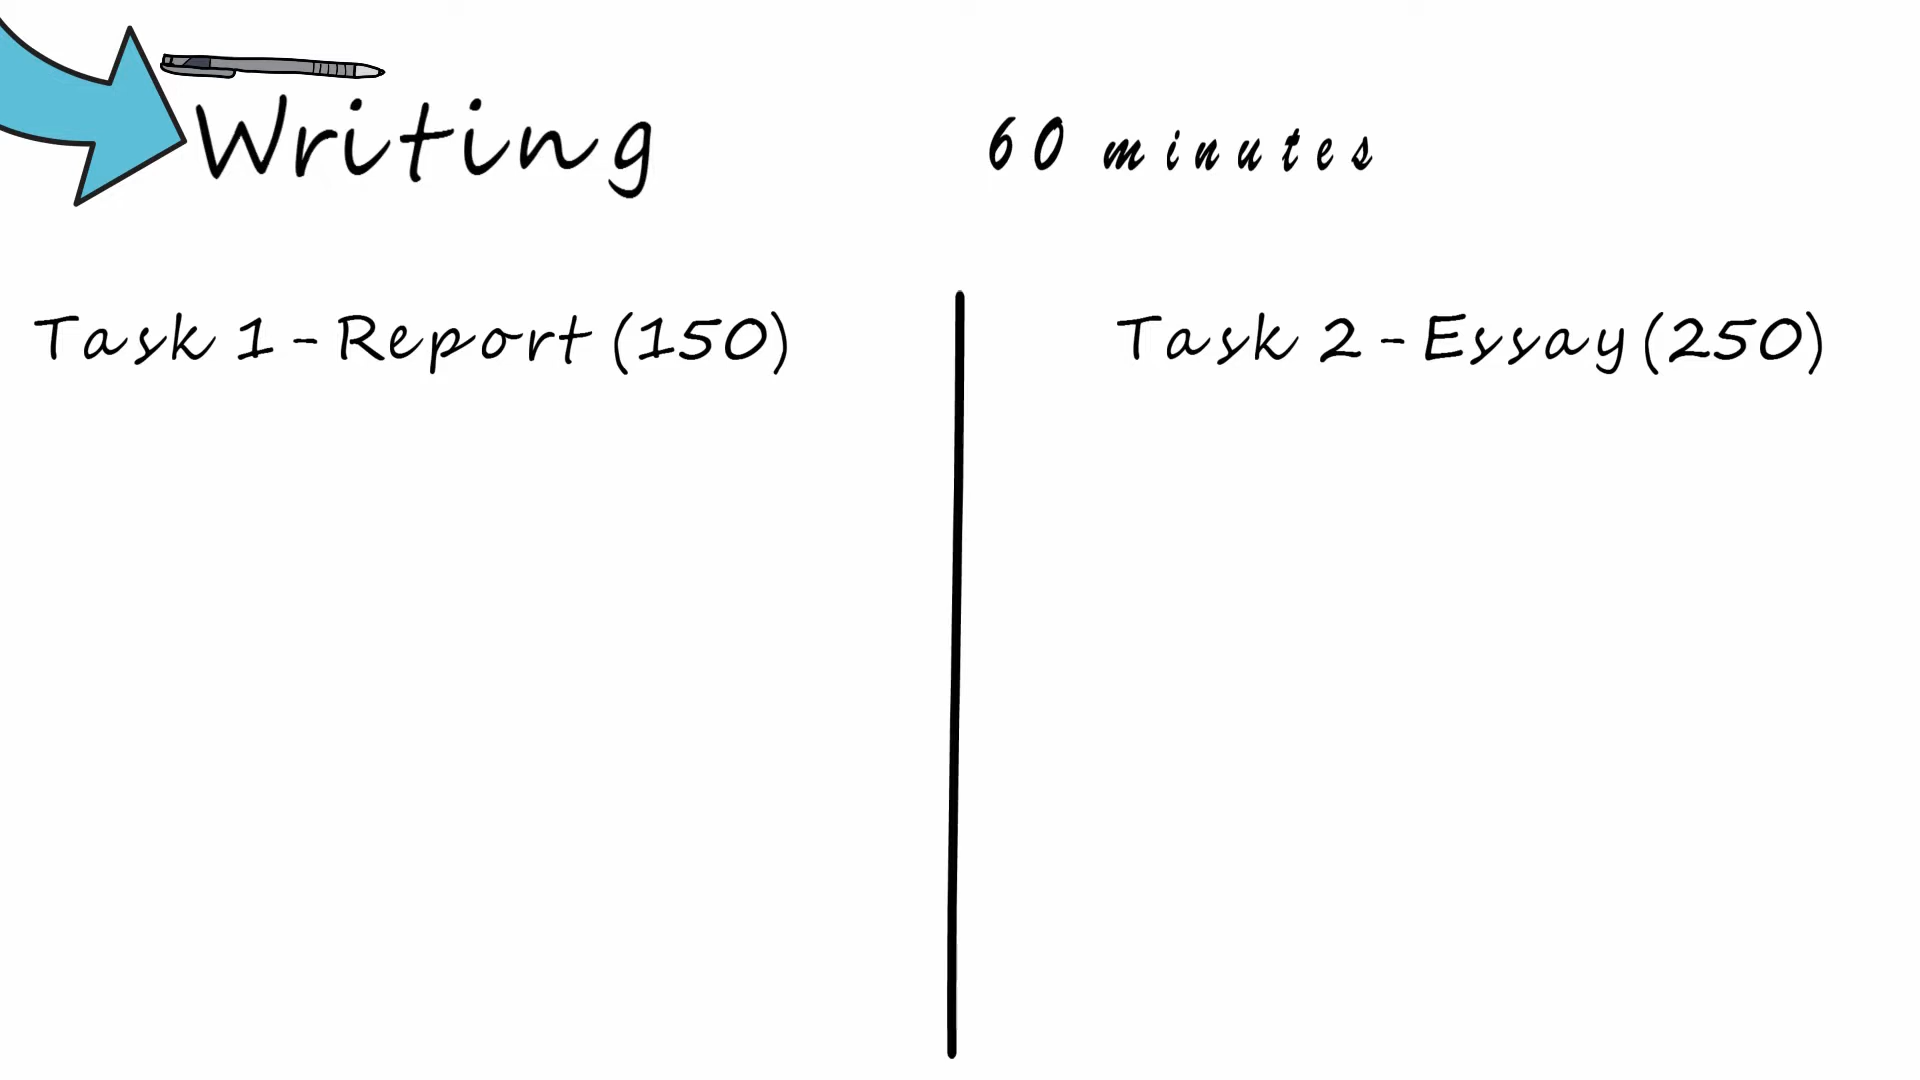 Writing 60 minutes
Task 1 - Report (150)
Task 2 - Essay (250)